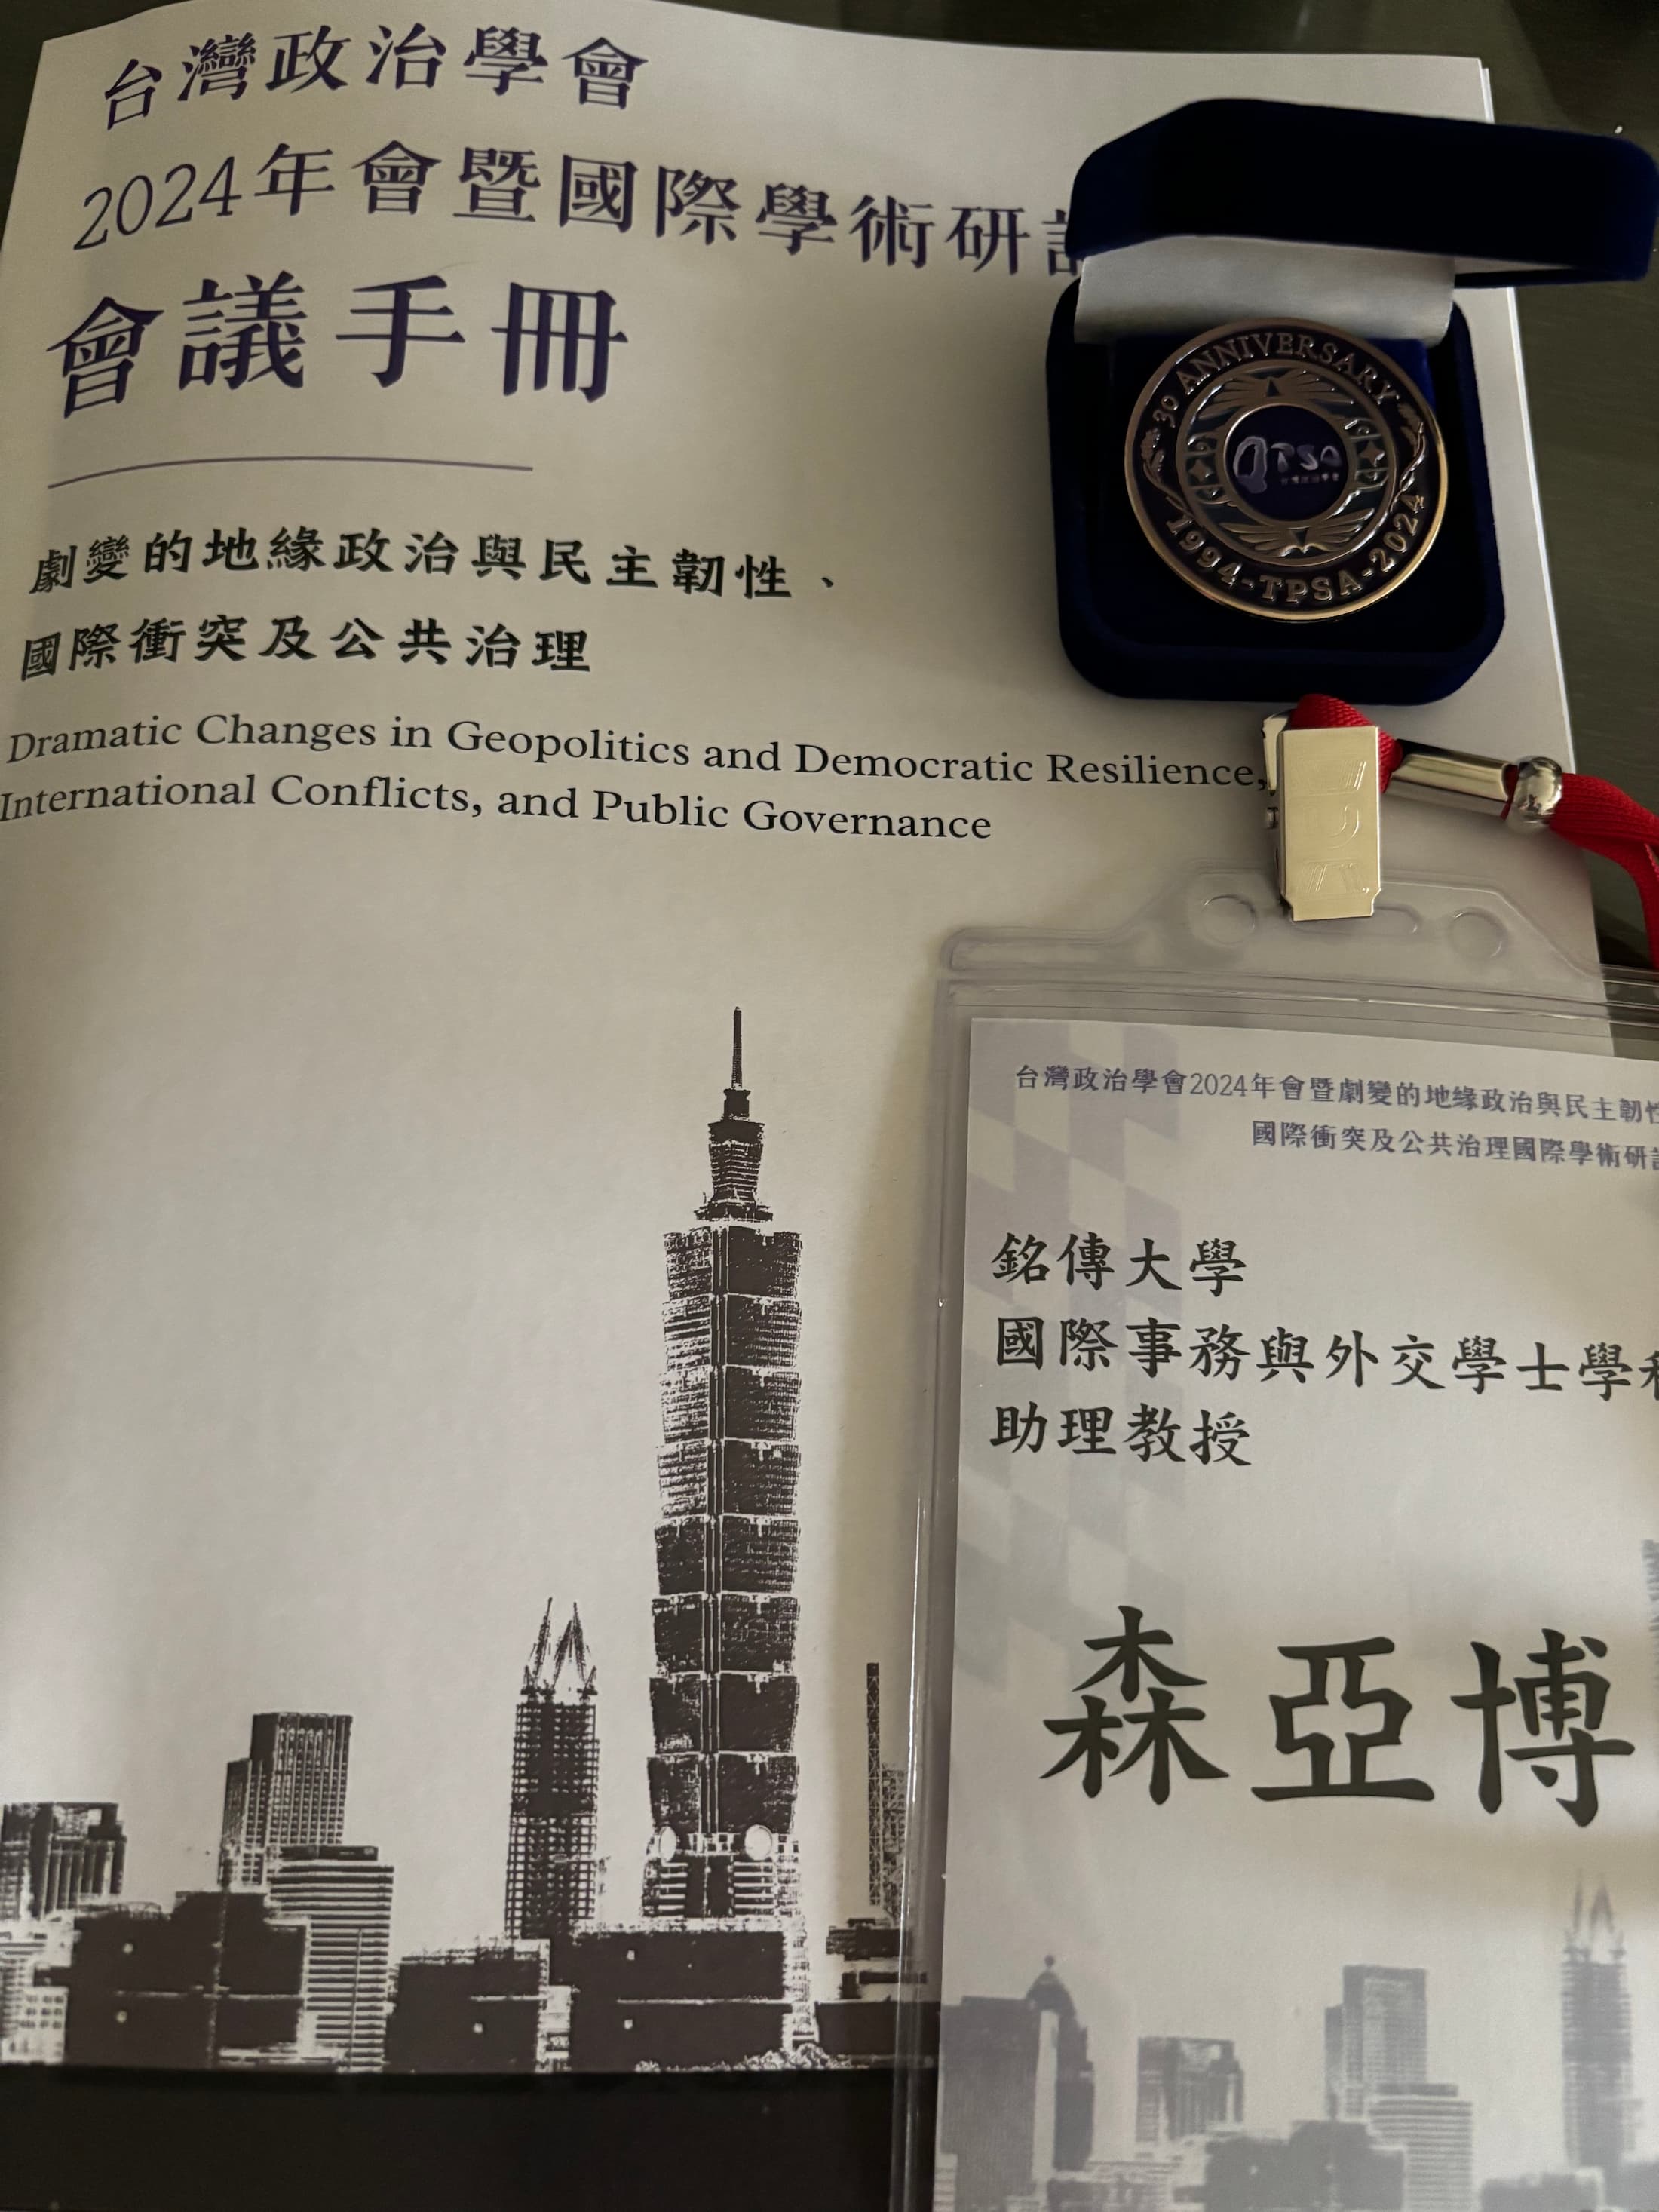 台灣政治學會
2024年會暨國際學術研
會議手冊
劇變的地緣政治與民主韌性、
國際衝突及公共治理
Dramatic Changes in Geopolitics and Democratic Resilience,
International Conflicts, and Public Governance
30 ANNIVERSARY
TPSA
台灣政治學會
1994-TPSA-2024
台灣政治學會2024年會暨劇變的地緣政治與民主韌性
國際衝突及公共治理國際學術研
銘傳大學
國際事務與外交學士學
助理教授
森亞博